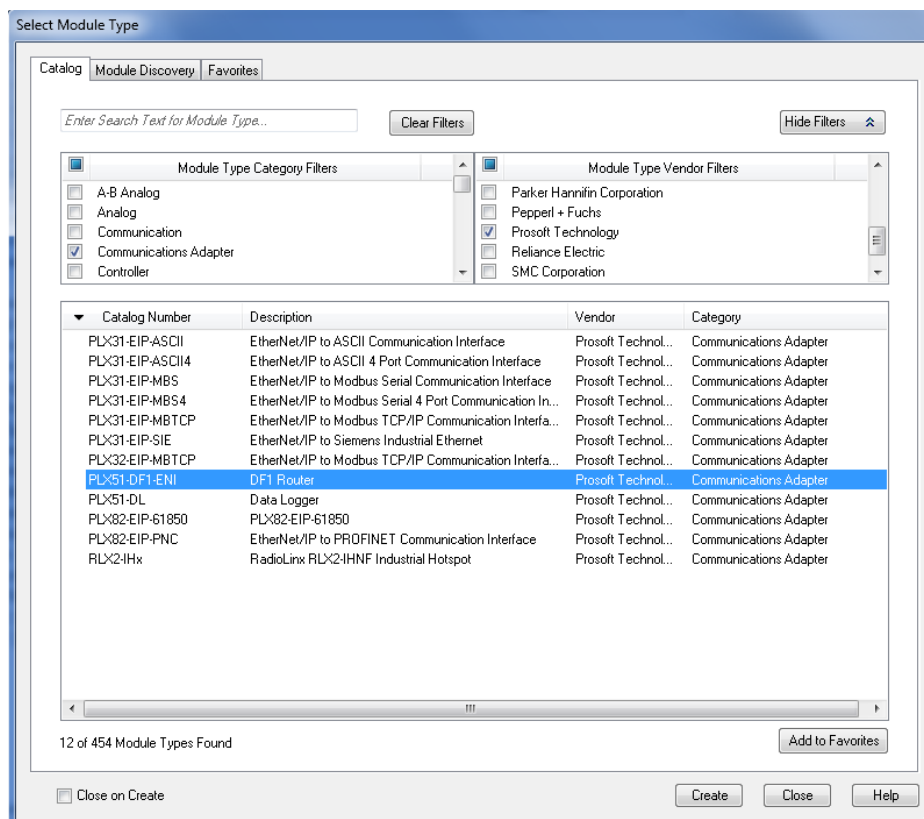 Select Module Type
Catalog Module Discovery Favorites
Enter Search Text for Module Type... Clear Filters Hide Filters
Module Type Category Filters Module Type Vendor Filters
A-B Analog Parker Hannifin Corporation
Analog Pepperl + Fuchs
Communication Prosoft Technology
Communications Adapter Reliance Electric
Controller SMC Corporation
Catalog Number Description Vendor Category
PLX31-EIP-ASCII EtherNet/IP to ASCII Communication Interface Prosoft Technol... Communications Adapter
PLX31-EIP-ASCII4 EtherNet/IP to ASCII 4 Port Communication Interface Prosoft Technol... Communications Adapter
PLX31-EIP-MBS EtherNet/IP to Modbus Serial Communication Interface Prosoft Technol... Communications Adapter
PLX31-EIP-MBS4 EtherNet/IP to Modbus Serial 4 Port Communication In... Prosoft Technol... Communications Adapter
PLX31-EIP-MBTCP EtherNet/IP to Modbus TCP/IP Communication Interfa... Prosoft Technol... Communications Adapter
PLX31-EIP-SIE EtherNet/IP to Siemens Industrial Ethernet Prosoft Technol... Communications Adapter
PLX32-EIP-MBTCP EtherNet/IP to Modbus TCP/IP Communication Interfa... Prosoft Technol... Communications Adapter
PLX51-DF1-ENI DF1 Router Prosoft Technol... Communications Adapter
PLX51-DL Data Logger Prosoft Technol... Communications Adapter
PLX82-EIP-61850 PLX82-EIP-61850 Prosoft Technol... Communications Adapter
PLX82-EIP-PNC EtherNet/IP to PROFINET Communication Interface Prosoft Technol... Communications Adapter
RLX2-IHx RadioLinx RLX2-IHNF Industrial Hotspot Prosoft Technol... Communications Adapter
12 of 454 Module Types Found Add to Favorites
Close on Create Create Close Help